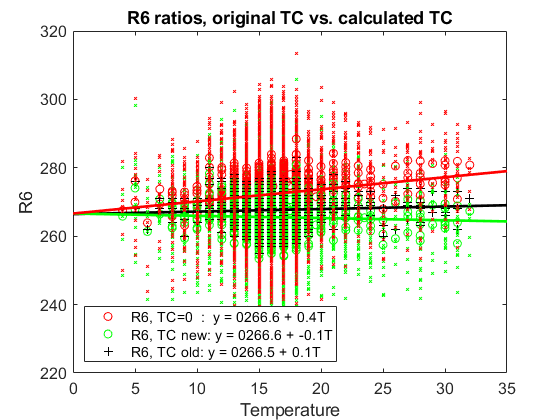 R6 ratios, original TC vs. calculated TC
320
300
280
260
240
220
R6
R6, TC=0 : y = 0266.6 + 0.4T
R6, TC new: y = 0266.6 + -0.1T
R6, TC old: y = 0266.5 + 0.1T
0 5 10 15 20 25 30 35
Temperature